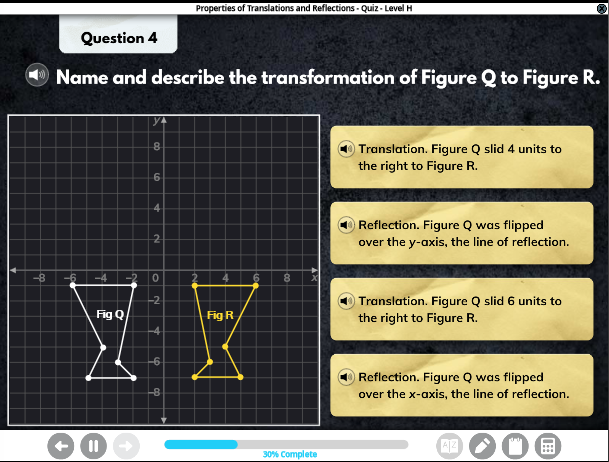 Properties of Translations and Reflections - Quiz - Level H
Question 4
Name and describe the transformation of Figure Q to Figure R.
y
8
6
4
2
-8 -6 -4 -2 0 2 4 6 8 x
-2
-4
-6
-8
Fig Q
Fig R
Translation. Figure Q slid 4 units to
the right to Figure R.
Reflection. Figure Q was flipped
over the y-axis, the line of reflection.
Translation. Figure Q slid 6 units to
the right to Figure R.
Reflection. Figure Q was flipped
over the x-axis, the line of reflection.
30% Complete